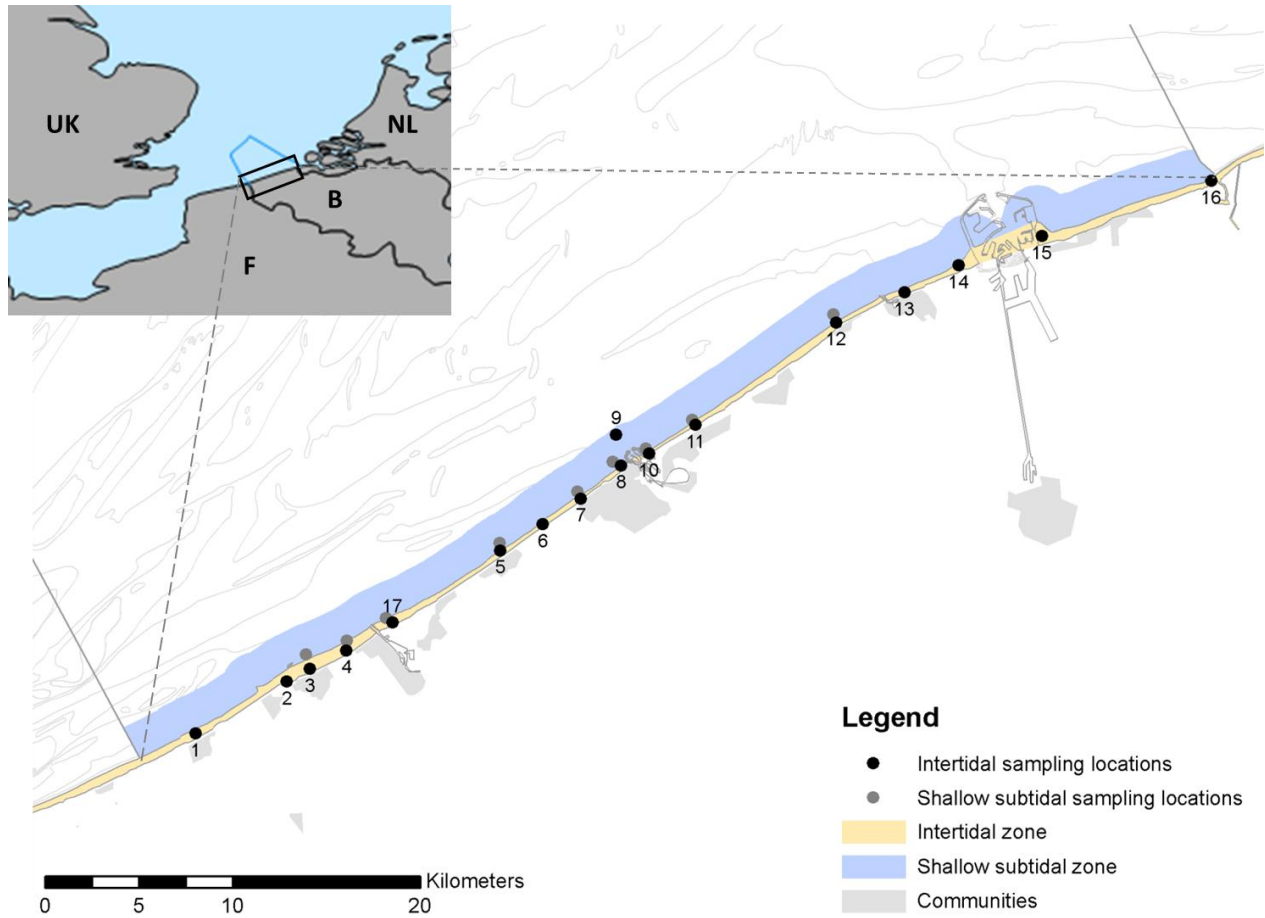 UK
NL
B
F
16
15
14
13
12
11
9
10
8
7
6
5
17
4
3
2
1
Legend
Intertidal sampling locations
Shallow subtidal sampling locations
Intertidal zone
Shallow subtidal zone
Communities
Kilometers
0 5 10 20